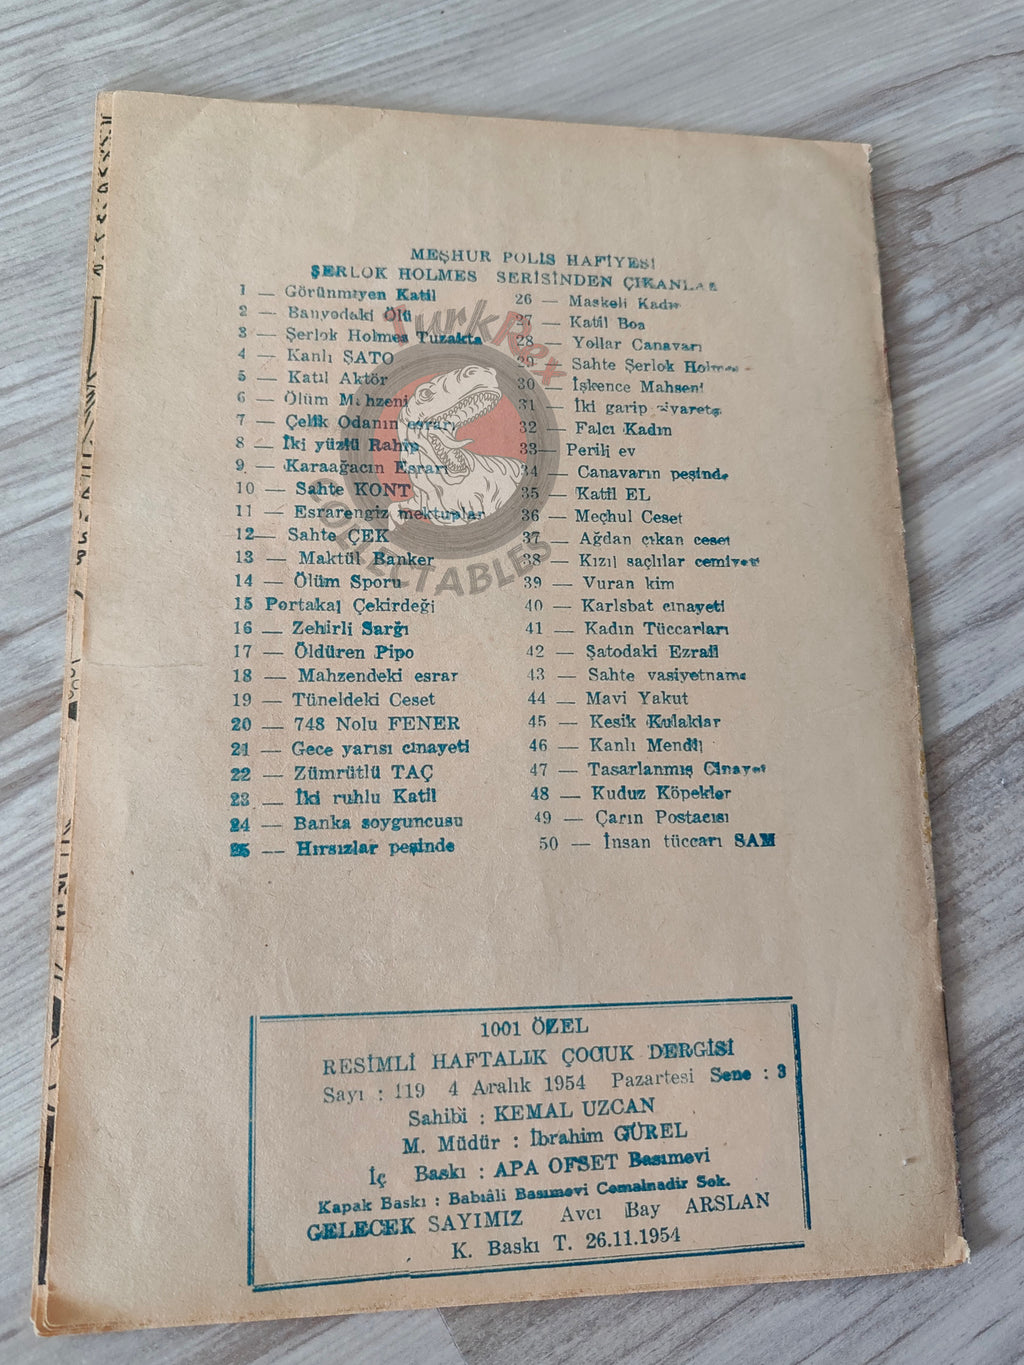 MEŞHUR POLİS HAFİYESİ
ŞERLOK HOLMES SERİSİNDEN ÇIKANLAR
1 — Görünmiyen Katil
2 — Banyodaki Ölü
3 — Şerlok Holmes Tuzakta
4 — Kanlı ŞATO
5 — Katil Aktör
6 — Ölüm Mahzeni
7 — Çelik Odanın esrarı
8 — İki yüzlü Rahip
9 — Karaağacın Esrarı
10 — Sahte KONT
11 — Esrarengiz mektuplar
12— Sahte ÇEK
13 — Maktül Banker
14 — Ölüm Sporu
15 Portakal Çekirdeği
16 — Zehirli Sargı
17 — Öldüren Pipo
18 — Mahzendeki esrar
19 — Tüneldeki Ceset
20 — 748 Nolu FENER
21 — Gece yarısı cinayeti
22 — Zümrütlü TAÇ
23 — İki ruhlu Katil
24 — Banka soyguncusu
25 — Hırsızlar peşinde
26 — Maskeli Kadın
27 — Katil Boa
28 — Yollar Canavarı
29 — Sahte Şerlok Holmes
30 — İşkence Mahseni
31 — İki garip ziyaretçi
32 — Falcı Kadın
33— Perili ev
34 — Canavarın peşinde
35 — Katil EL
36 — Meçhul Ceset
37 — Ağdan çıkan ceset
38 — Kızıl saçlılar cemiyeti
39 — Vuran kim
40 — Karlsbat cinayeti
41 — Kadın Tüccarları
42 — Şatodaki Ezrail
43 — Sahte vasiyetname
44 — Mavi Yakut
45 — Kesik Kulaklar
46 — Kanlı Mendil
47 — Tasarlanmış Cinayet
48 — Kuduz Köpekler
49 — Çarın Postacısı
50 — İnsan tüccarı SAM
TurkRex
COLLECTABLES
1001 ÖZEL
RESİMLİ HAFTALIK ÇOCUK DERGİSİ
Sayı : 119 4 Aralık 1954 Pazartesi Sene : 3
Sahibi : KEMAL UZCAN
M. Müdür : İbrahim GÜREL
İç Baskı : APA OFSET Basımevi
Kapak Baskı : Babıâli Basımevi Cemalnadir Sok.
GELECEK SAYIMIZ Avcı Bay ARSLAN
K. Baskı T. 26.11.1954